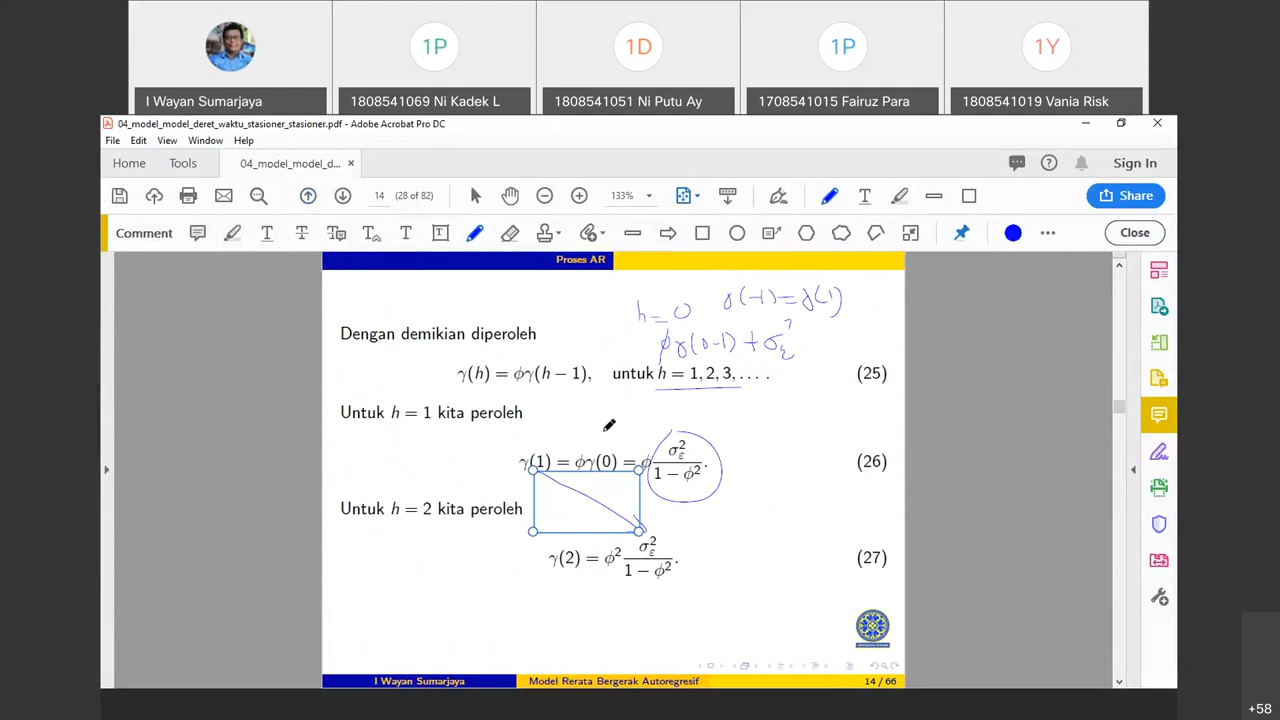 1P
1D
1P
1Y
I Wayan Sumarjaya
1808541069 Ni Kadek L
1808541051 Ni Putu Ay
1708541015 Fairuz Para
1808541019 Vania Risk
04_model_model_deret_waktu_stasioner_stasioner.pdf - Adobe Acrobat Pro DC
File Edit View Window Help
Home Tools 04_model_model_d... × Sign In
14 (28 of 82) 133% Share
Comment Close
Proses AR
h = 0 γ(-1) = γ(1)
Dengan demikian diperoleh
ϕγ(0-1) + σ²ε
γ(h) = ϕγ(h − 1), untuk h = 1, 2, 3, . . . . (25)
Untuk h = 1 kita peroleh
γ(1) = ϕγ(0) = ϕ σ²ε / (1 − ϕ²). (26)
Untuk h = 2 kita peroleh
γ(2) = ϕ² σ²ε / (1 − ϕ²). (27)
I Wayan Sumarjaya Model Rerata Bergerak Autoregresif 14 / 66
+58